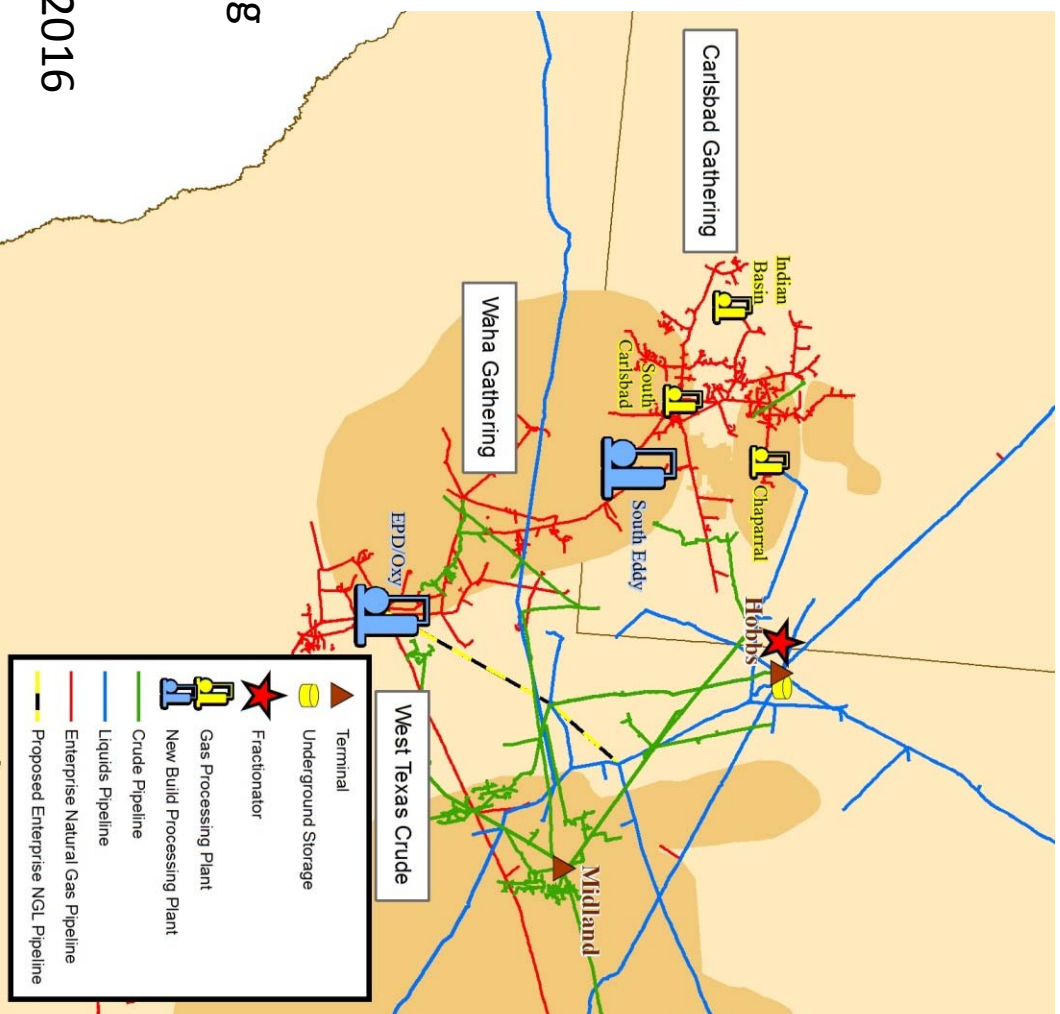 g
2016
Carlsbad Gathering
Indian
Basin
South
Carlsbad
Chaparral
Waha Gathering
South Eddy
EPD/Oxy
Hobbs
West Texas Crude
Midland
Terminal
Underground Storage
Fractionator
Gas Processing Plant
New Build Processing Plant
Crude Pipeline
Liquids Pipeline
Enterprise Natural Gas Pipeline
Proposed Enterprise NGL Pipeline